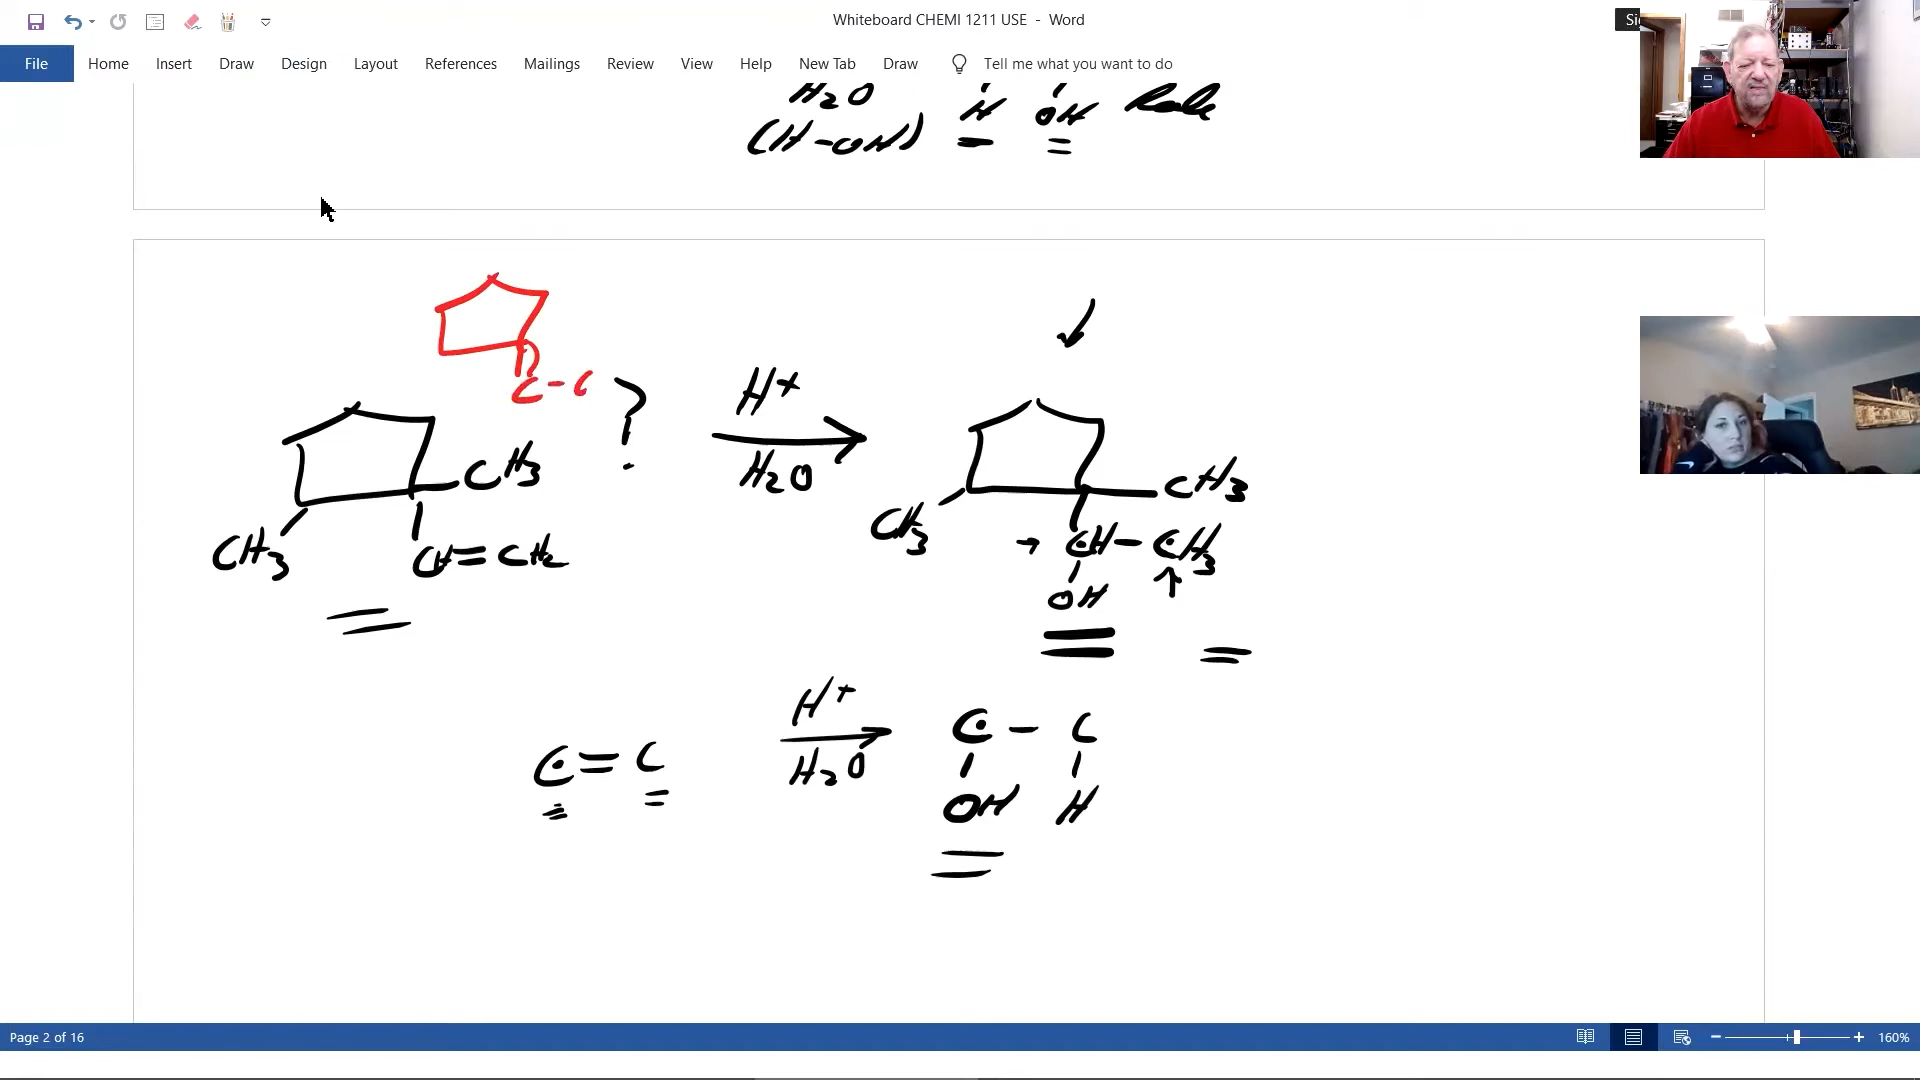 Whiteboard CHEMI 1211 USE - Word
Si
File Home Insert Draw Design Layout References Mailings Review View Help New Tab Draw Tell me what you want to do
H2O H OH Rule
(H-OH)
C-C
?
H+
H2O
CH3
CH3
CH=CH2
CH3
CH3
CH-CH3
OH
H+
H2O
C=C
C-C
OH H
Page 2 of 16
160%